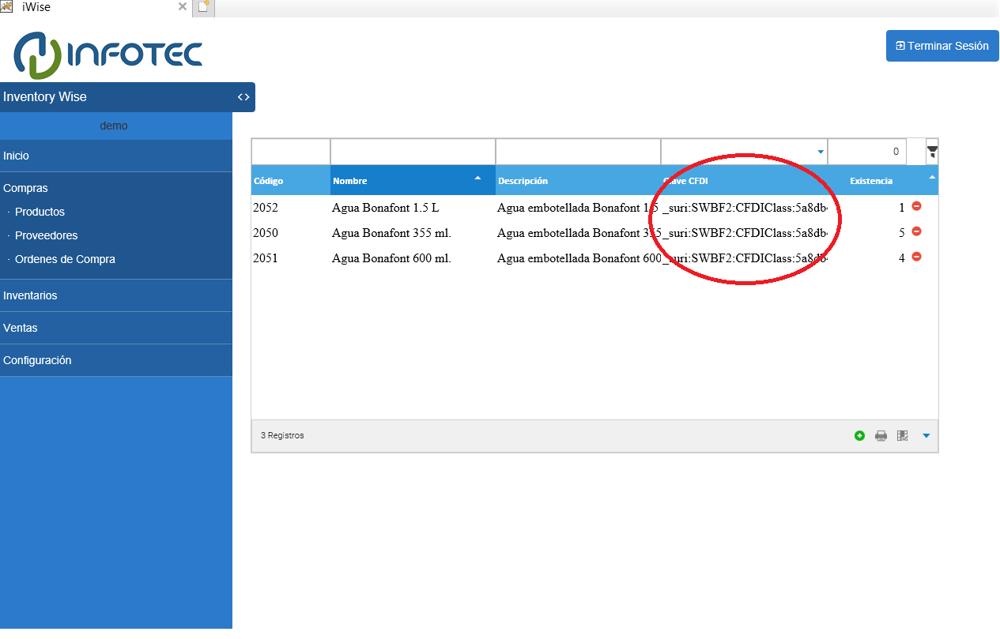 iWise
INFOTEC
Terminar Sesión
Inventory Wise
demo
Inicio
Compras
· Productos
· Proveedores
· Ordenes de Compra
Inventarios
Ventas
Configuración
0
Código Nombre Descripción Clave CFDI Existencia
2052 Agua Bonafont 1.5 L Agua embotellada Bonafont 1.5 _suri:SWBF2:CFDIClass:5a8db 1
2050 Agua Bonafont 355 ml. Agua embotellada Bonafont 355 _suri:SWBF2:CFDIClass:5a8db 5
2051 Agua Bonafont 600 ml. Agua embotellada Bonafont 600 _suri:SWBF2:CFDIClass:5a8db 4
3 Registros